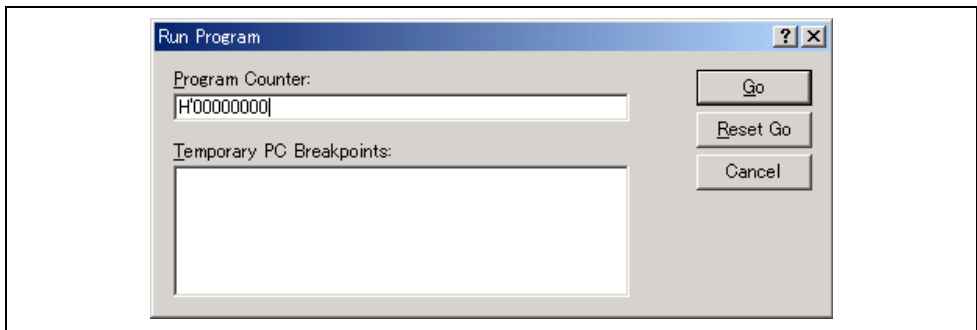 Run Program
Program Counter:
H'00000000
Temporary PC Breakpoints:
Go
Reset Go
Cancel